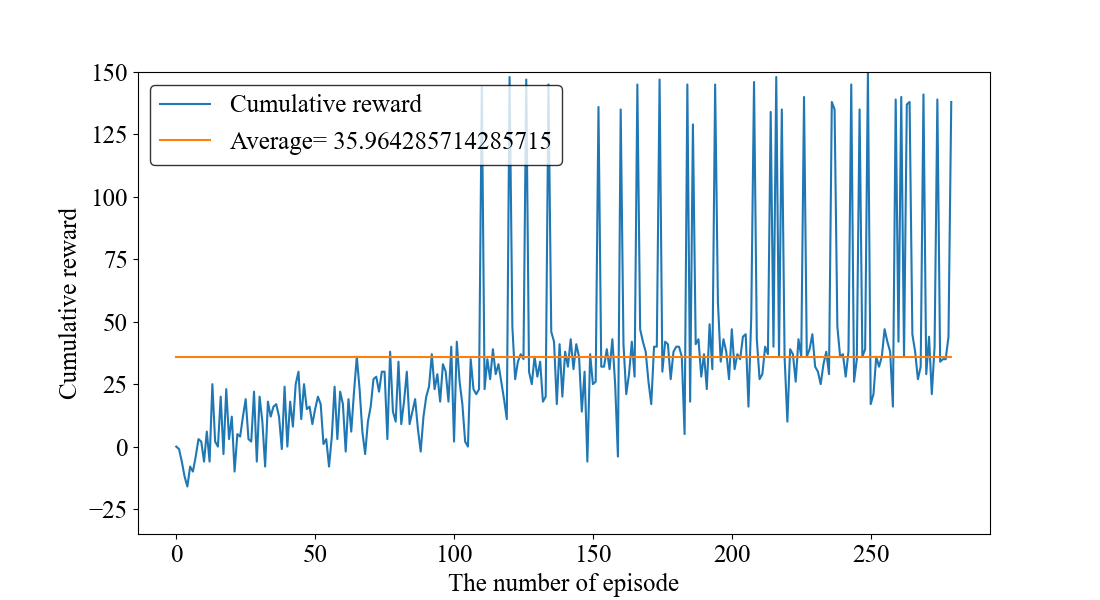 Cumulative reward
Average= 35.964285714285715
150
125
100
75
50
25
0
−25
Cumulative reward
0 50 100 150 200 250
The number of episode